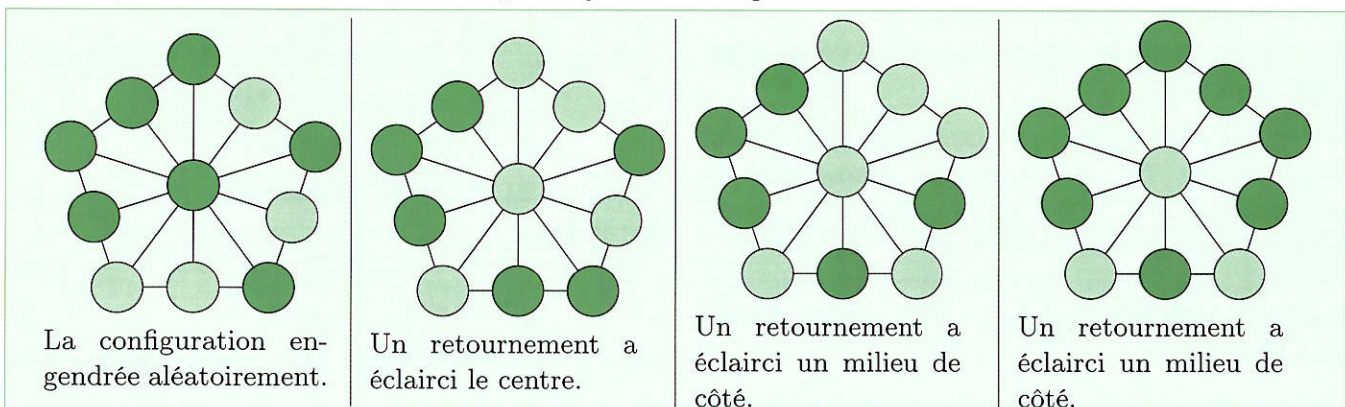 La configuration en-
gendrée aléatoirement.
Un retournement a
éclairci le centre.
Un retournement a
éclairci un milieu de
côté.
Un retournement a
éclairci un milieu de
côté.